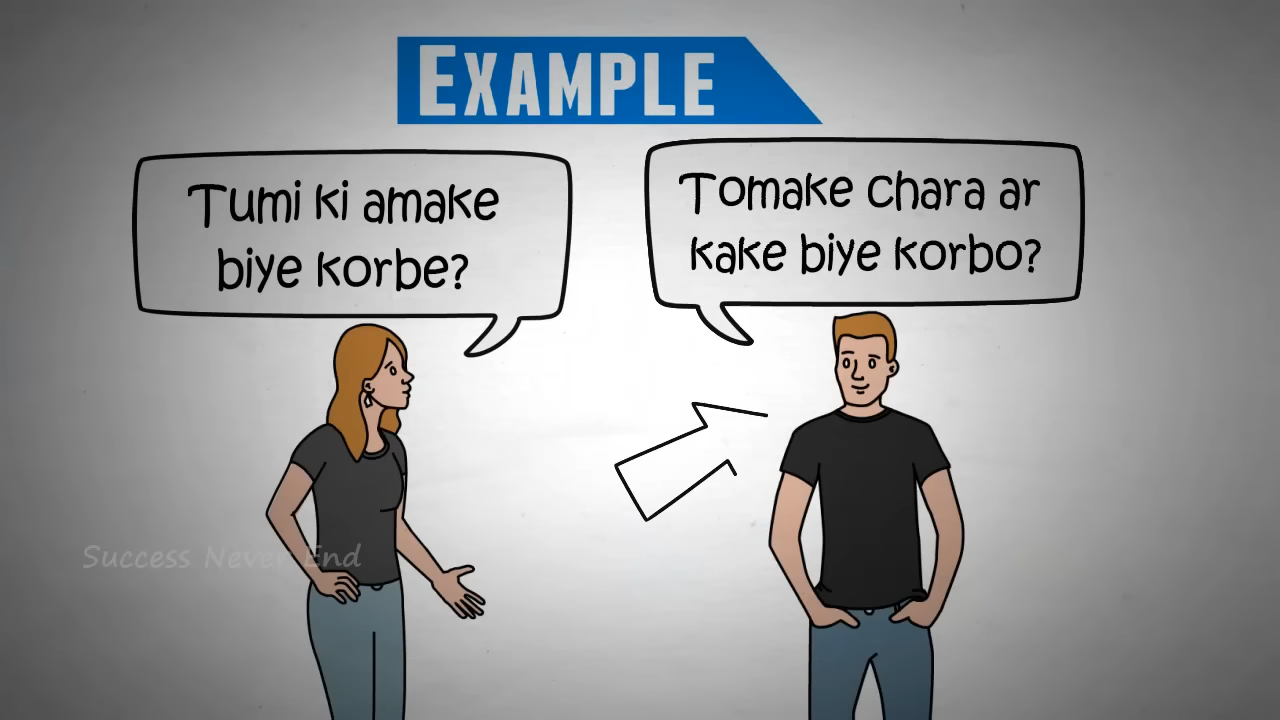 EXAMPLE
Tumi ki amake
biye korbe?
Tomake chara ar
kake biye korbo?
Success Never End